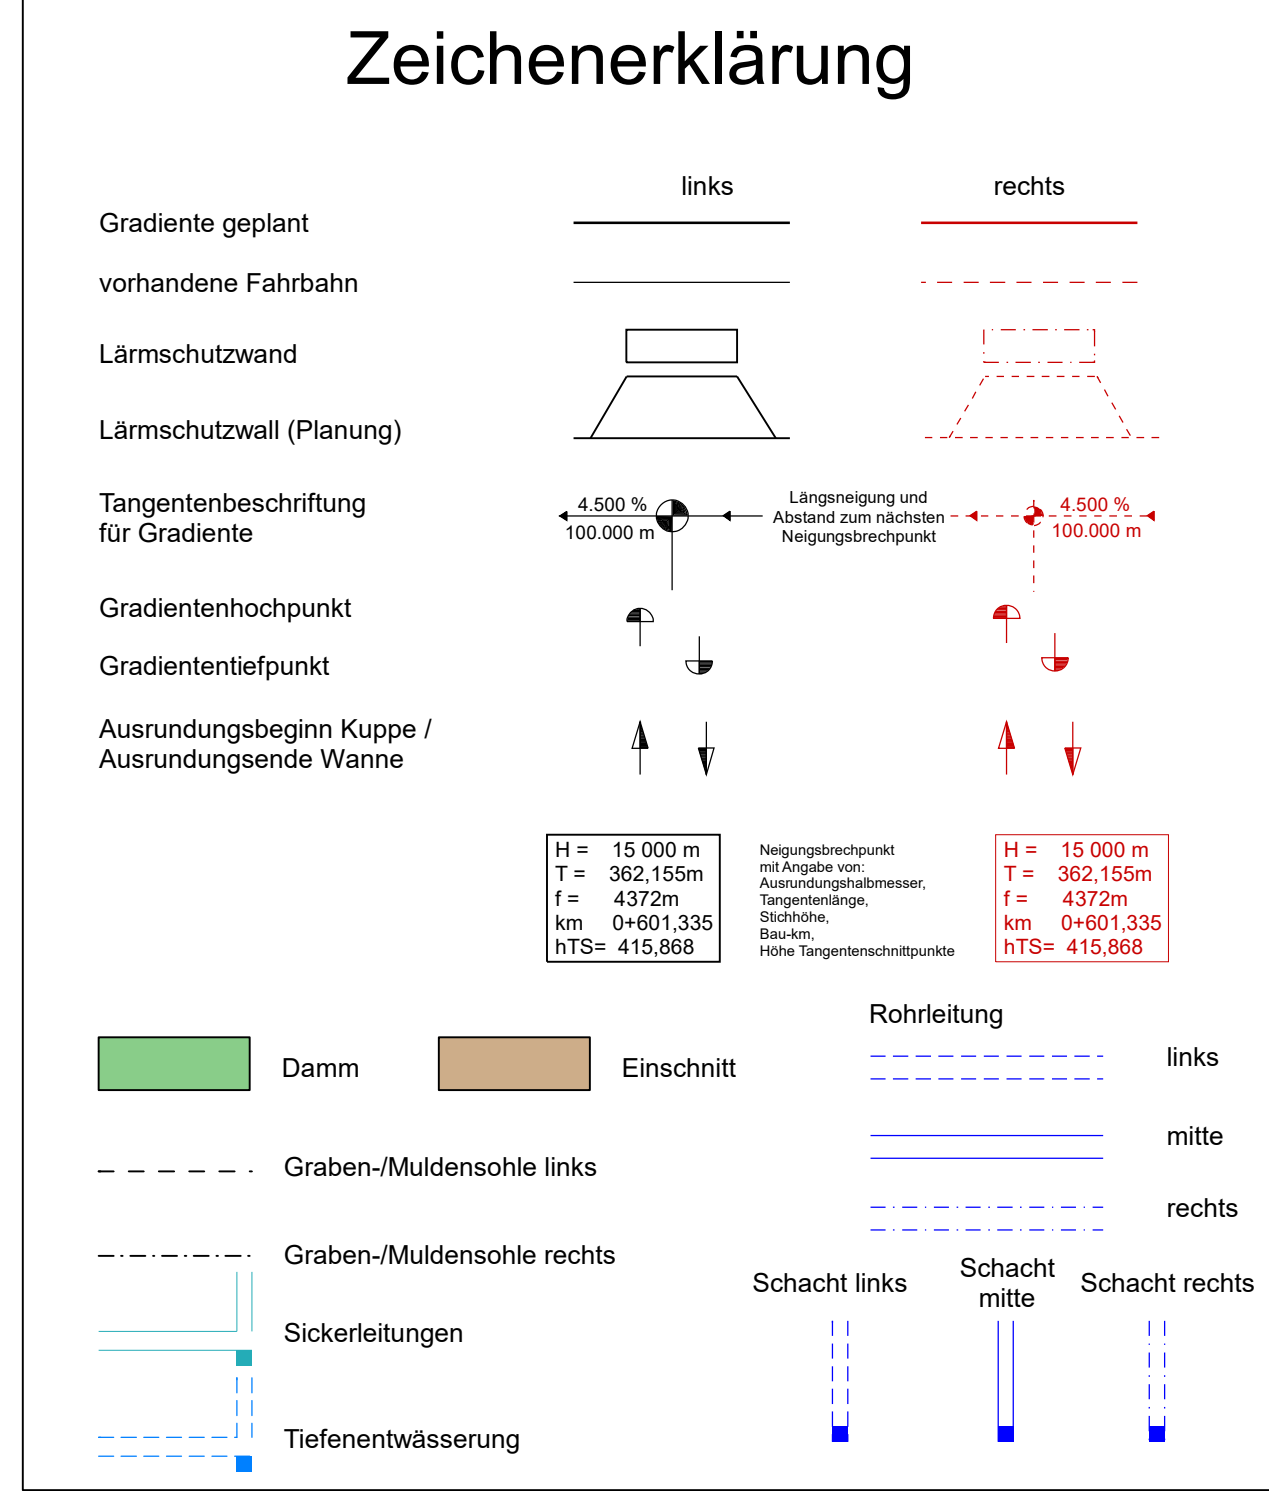 Zeichenerklärung
links
rechts
Gradiente geplant
vorhandene Fahrbahn
Lärmschutzwand
Lärmschutzwall (Planung)
Tangentenbeschriftung
für Gradiente
4.500 %
100.000 m
Längsneigung und
Abstand zum nächsten
Neigungsbrechpunkt
4.500 %
100.000 m
Gradientenhochpunkt
Gradiententiefpunkt
Ausrundungsbeginn Kuppe /
Ausrundungsende Wanne
H = 15 000 m
T = 362,155m
f = 4372m
km 0+601,335
hTS= 415,868
Neigungsbrechpunkt
mit Angabe von:
Ausrundungshalbmesser,
Tangentenlänge,
Stichhöhe,
Bau-km,
Höhe Tangentenschnittpunkte
H = 15 000 m
T = 362,155m
f = 4372m
km 0+601,335
hTS= 415,868
Damm
Einschnitt
Rohrleitung
links
mitte
rechts
Graben-/Muldensohle links
Graben-/Muldensohle rechts
Sickerleitungen
Tiefenentwässerung
Schacht links
Schacht
mitte
Schacht rechts